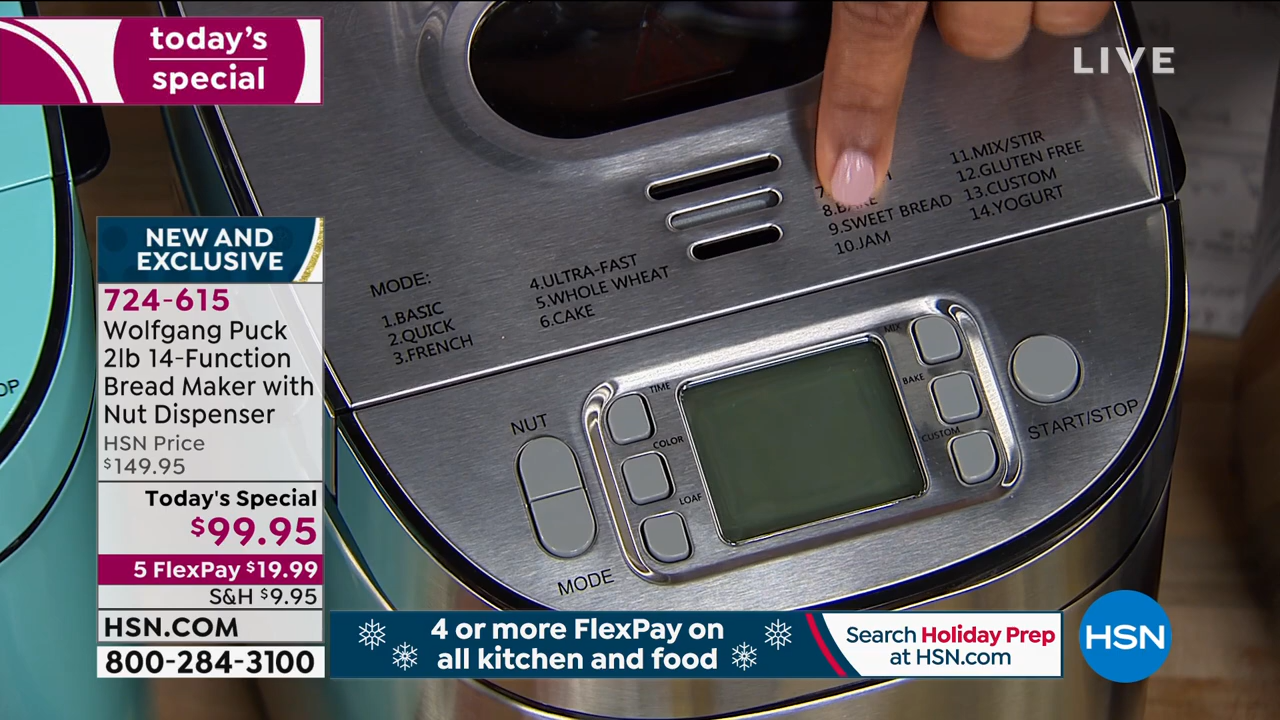 today's
special
LIVE
NEW AND
EXCLUSIVE
724-615
Wolfgang Puck
2lb 14-Function
Bread Maker with
Nut Dispenser
HSN Price
$149.95
Today's Special
$99.95
5 FlexPay $19.99
S&H $9.95
HSN.COM
800-284-3100
MODE:
1.BASIC
2.QUICK
3.FRENCH
4.ULTRA-FAST
5.WHOLE WHEAT
6.CAKE
8.BAKE
9.SWEET BREAD
10.JAM
11.MIX/STIR
12.GLUTEN FREE
13.CUSTOM
14.YOGURT
NUT
MODE
TIME
COLOR
LOAF
MIX
BAKE
CUSTOM
START/STOP
4 or more FlexPay on
all kitchen and food
Search Holiday Prep
at HSN.com
HSN